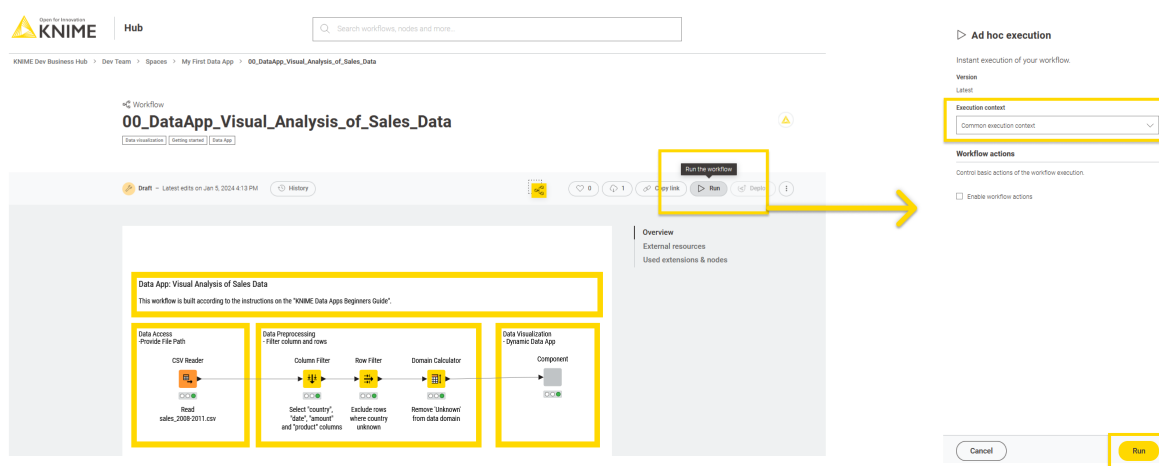 Open for Innovation
KNIME
Hub
Search workflows, nodes and more...
KNIME Dev Business Hub > Dev Team > Spaces > My First Data App > 00_DataApp_Visual_Analysis_of_Sales_Data
Workflow
00_DataApp_Visual_Analysis_of_Sales_Data
Data visualization
Getting started
Data App
Run the workflow
Draft – Latest edits on Jan 5, 2024 4:13 PM
History
0
1
Copy link
Run
Deploy
Overview
External resources
Used extensions & nodes
Data App: Visual Analysis of Sales Data
This workflow is built according to the instructions on the "KNIME Data Apps Beginners Guide".
Data Access
-Provide File Path
CSV Reader
Read
sales_2008-2011.csv
Data Preprocessing
- Filter column and rows
Column Filter
Select "country",
"date", "amount"
and "product" columns
Row Filter
Exclude rows
where country
unknown
Domain Calculator
Remove 'Unknown'
from data domain
Data Visualization
- Dynamic Data App
Component
Ad hoc execution
Instant execution of your workflow.
Version
Latest
Execution context
Common execution context
Workflow actions
Control basic actions of the workflow execution.
Enable workflow actions
Cancel
Run